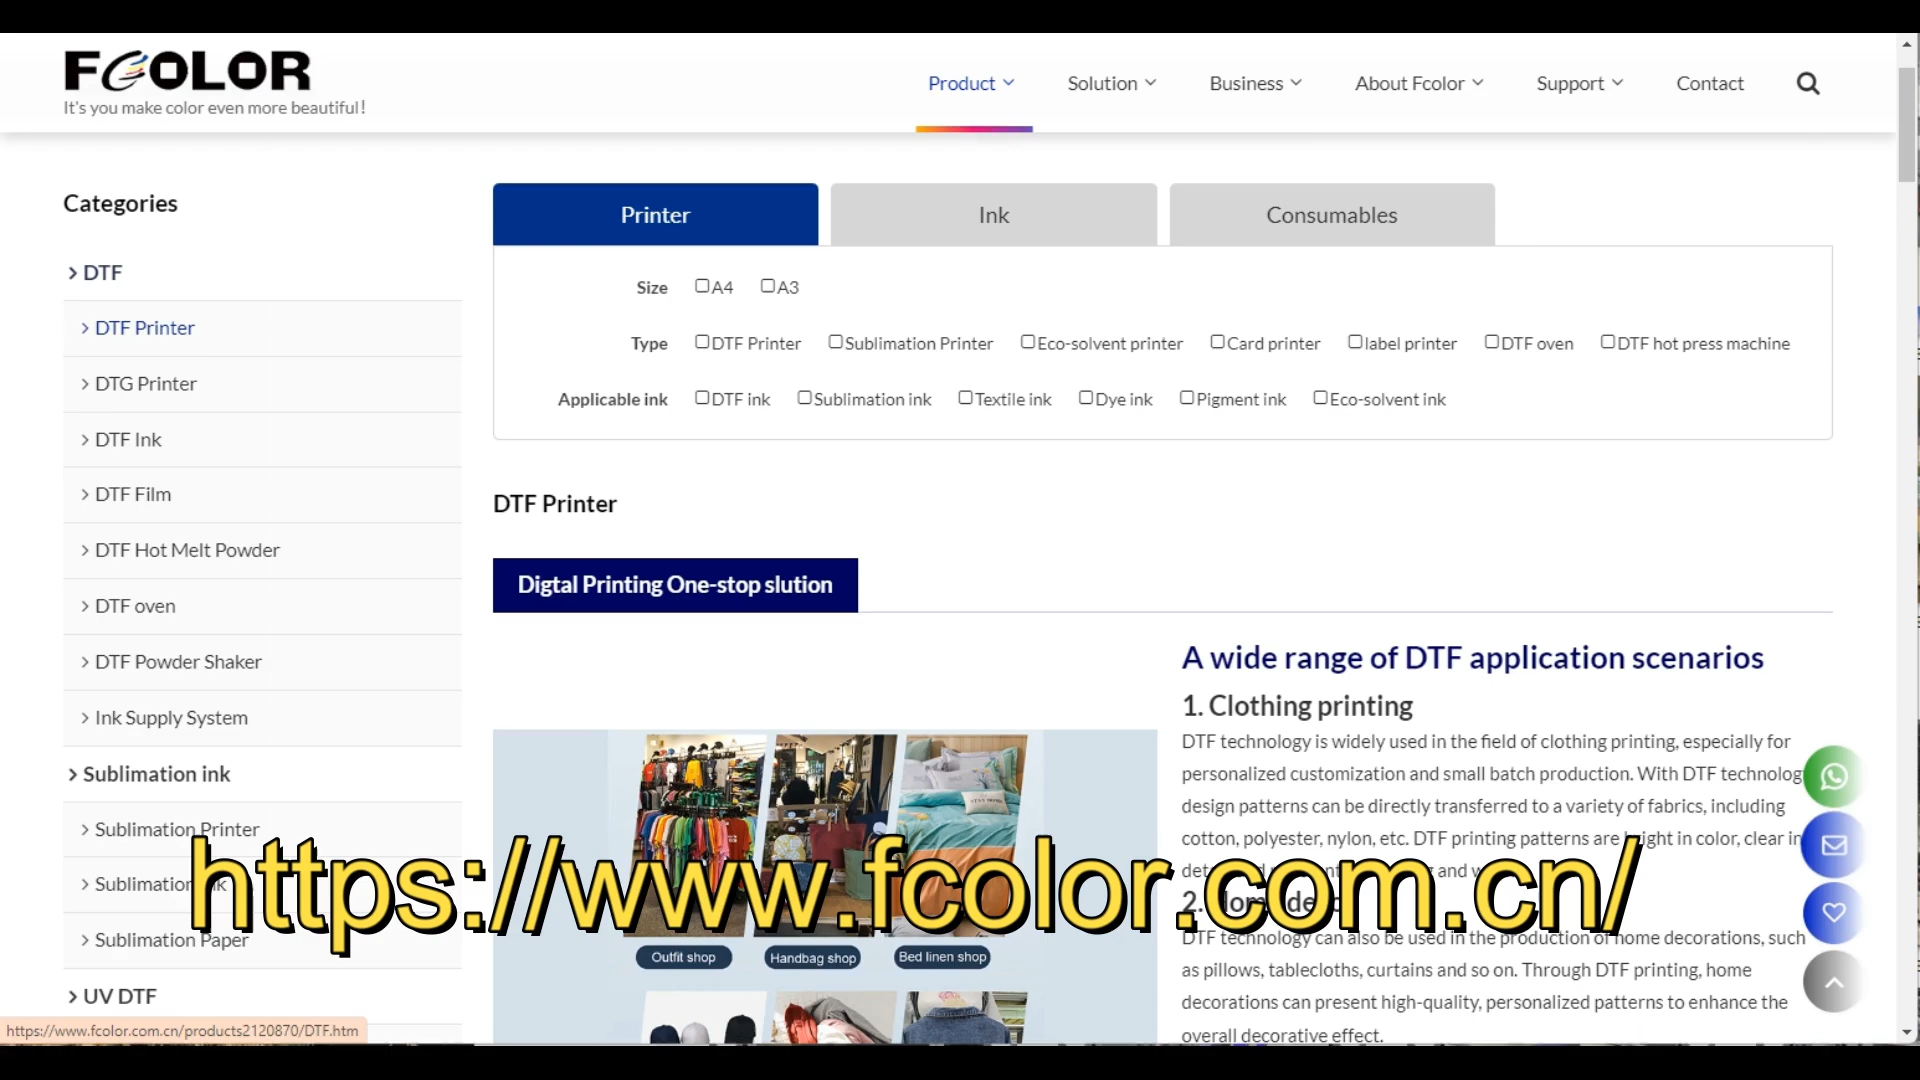 FCOLOR
It's you make color even more beautiful!
Product
Solution
Business
About Fcolor
Support
Contact
Categories
DTF
DTF Printer
DTG Printer
DTF Ink
DTF Film
DTF Hot Melt Powder
DTF oven
DTF Powder Shaker
Ink Supply System
Sublimation ink
Sublimation Printer
Sublimation
Sublimation Paper
UV DTF
Printer
Ink
Consumables
Size A4 A3
Type DTF Printer Sublimation Printer Eco-solvent printer Card printer label printer DTF oven DTF hot press machine
Applicable ink DTF ink Sublimation ink Textile ink Dye ink Pigment ink Eco-solvent ink
DTF Printer
Digtal Printing One-stop slution
Outfit shop
Handbag shop
Bed linen shop
STAY HOME
A wide range of DTF application scenarios
1. Clothing printing
DTF technology is widely used in the field of clothing printing, especially for
personalized customization and small batch production. With DTF
design patterns can be directly transferred to a variety of fabrics, including
cotton, polyester, nylon, etc. DTF printing patterns are in color, clear in
and
2.
DTF technology can also be used in the production of home decorations, such
as pillows, tablecloths, curtains and so on. Through DTF printing, home
decorations can present high-quality, personalized patterns to enhance the
overall decorative effect.
https://www.fcolor.com.cn/
https://www.fcolor.com.cn/products2120870/DTF.htm